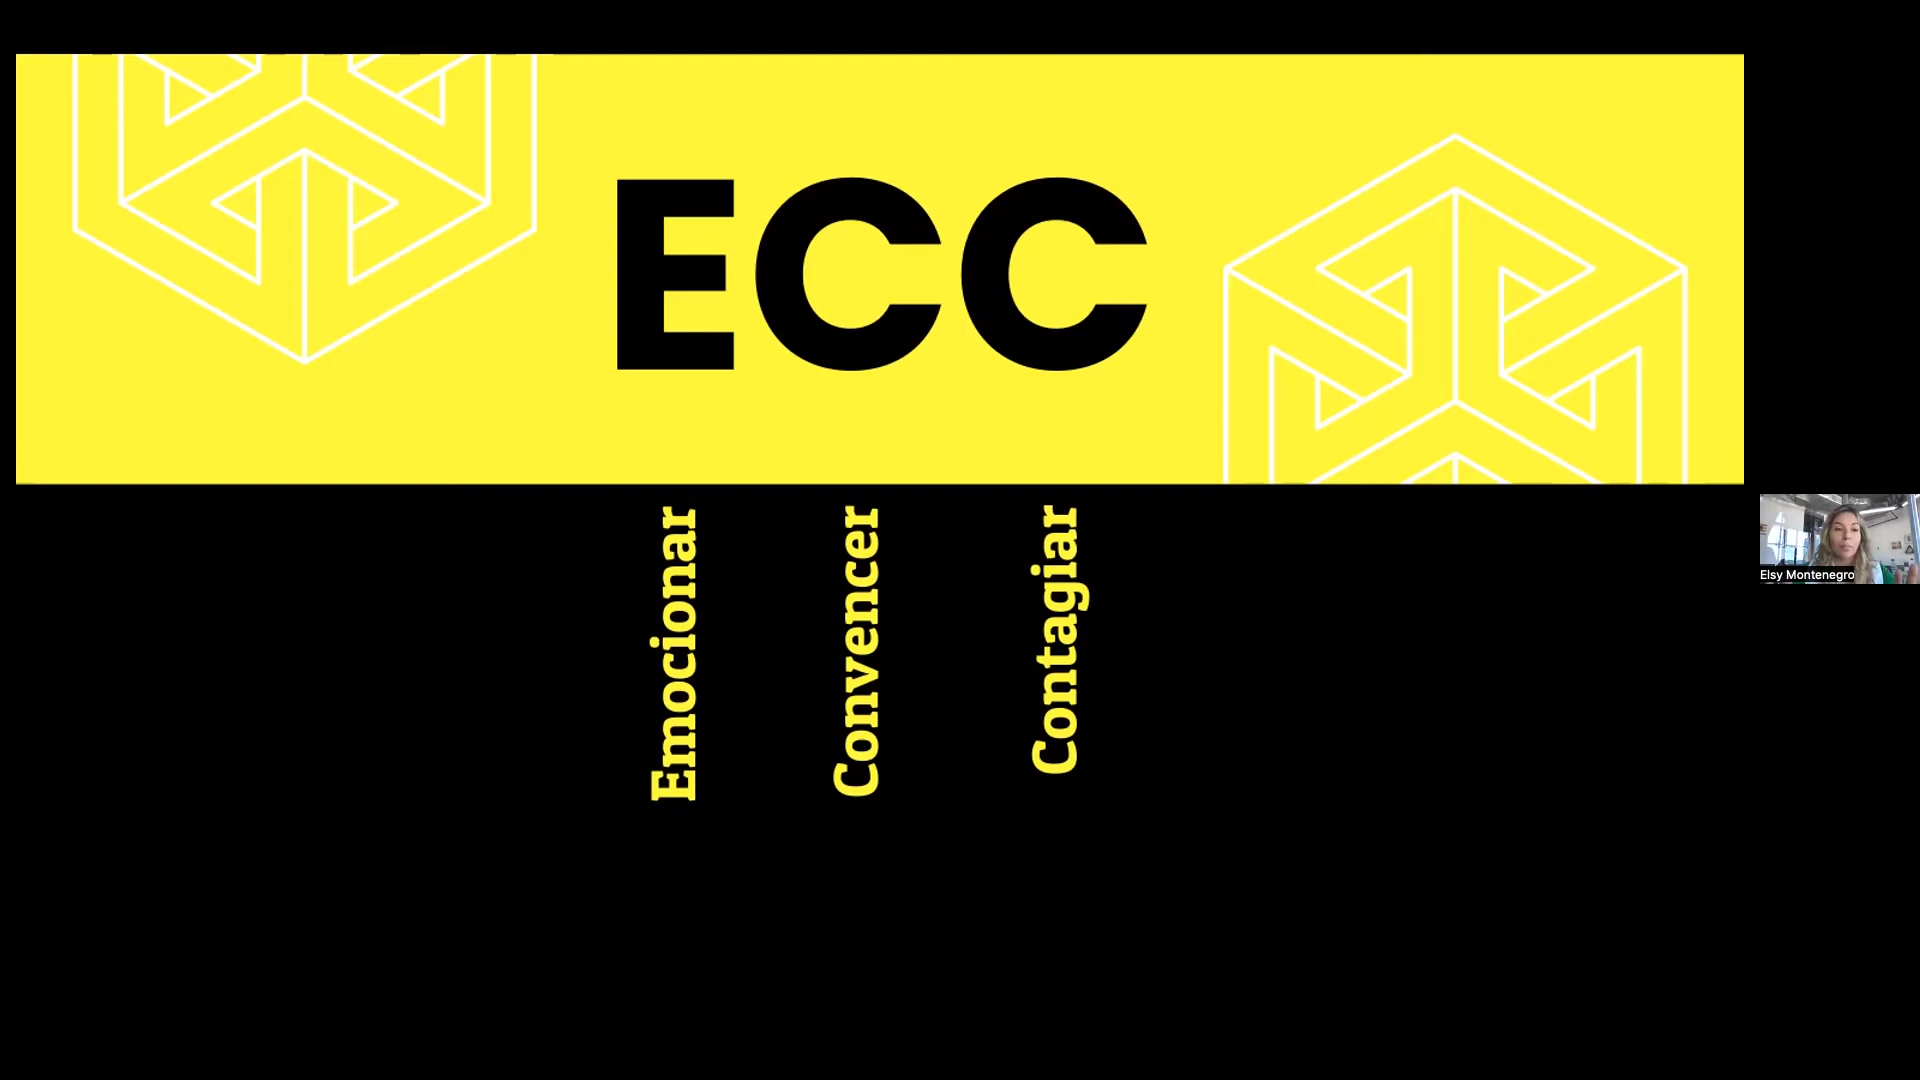 ECC
Emocionar
Convencer
Contagiar
Elsy Montenegro